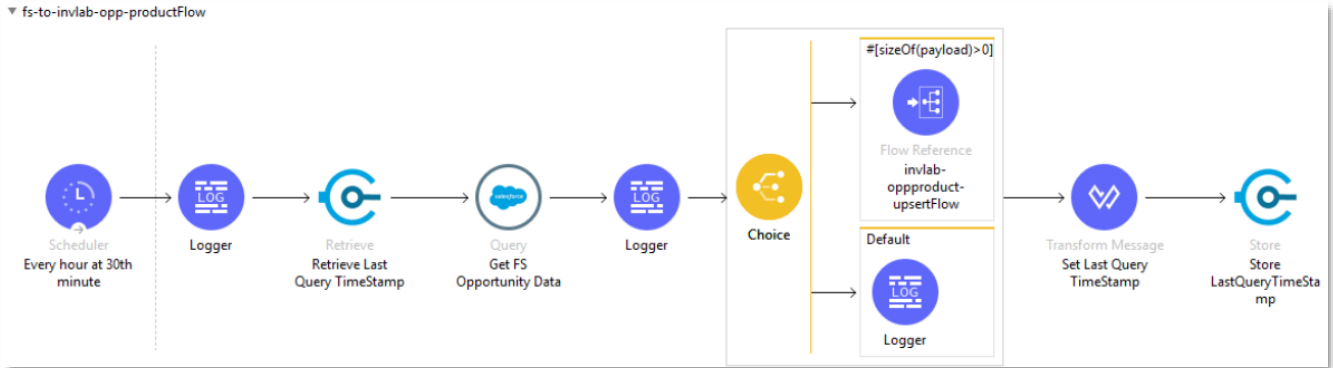 fs-to-invlab-opp-productFlow
Scheduler
Every hour at 30th
minute
LOG
Logger
Retrieve
Retrieve Last
Query TimeStamp
salesforce
Query
Get FS
Opportunity Data
LOG
Logger
Choice
#[sizeOf(payload)>0]
Flow Reference
invlab-
oppproduct-
upsertFlow
Default
LOG
Logger
Transform Message
Set Last Query
TimeStamp
Store
Store
LastQueryTimeSta
mp